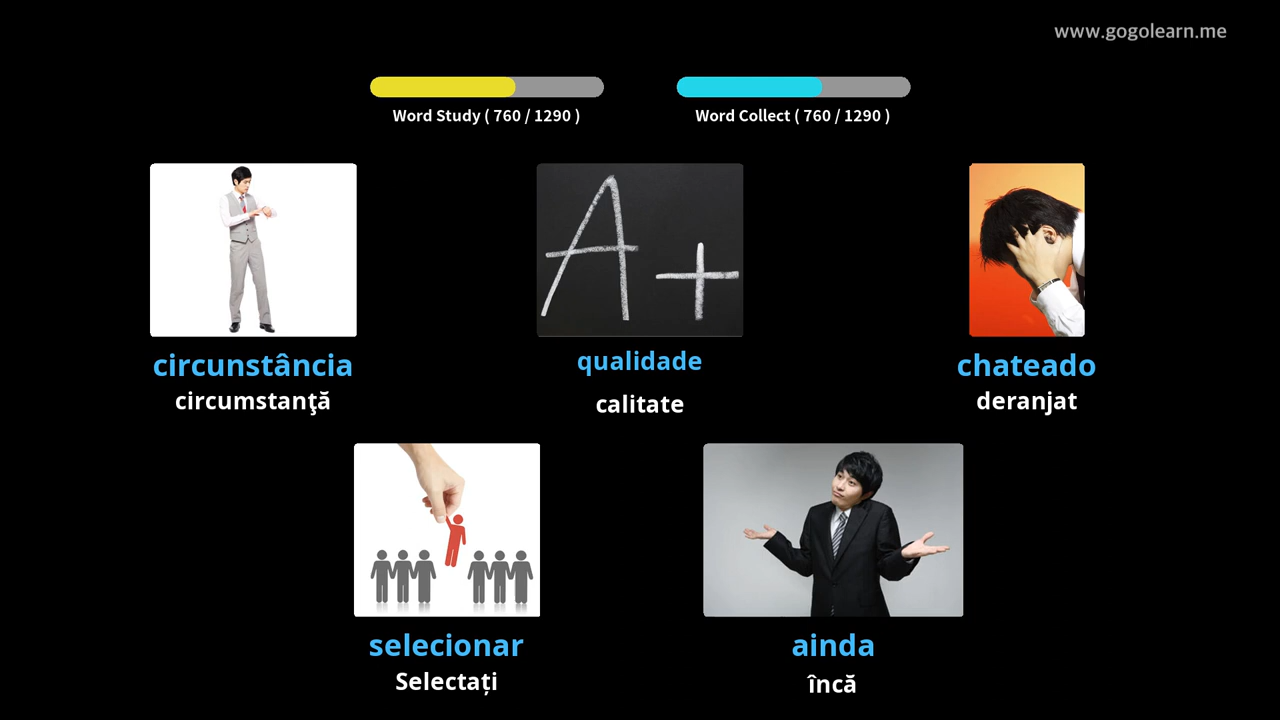 www.gogolearn.me
Word Study ( 760 / 1290 )
Word Collect ( 760 / 1290 )
A+
circunstância
circumstanţă
qualidade
calitate
chateado
deranjat
selecionar
Selectați
ainda
încă